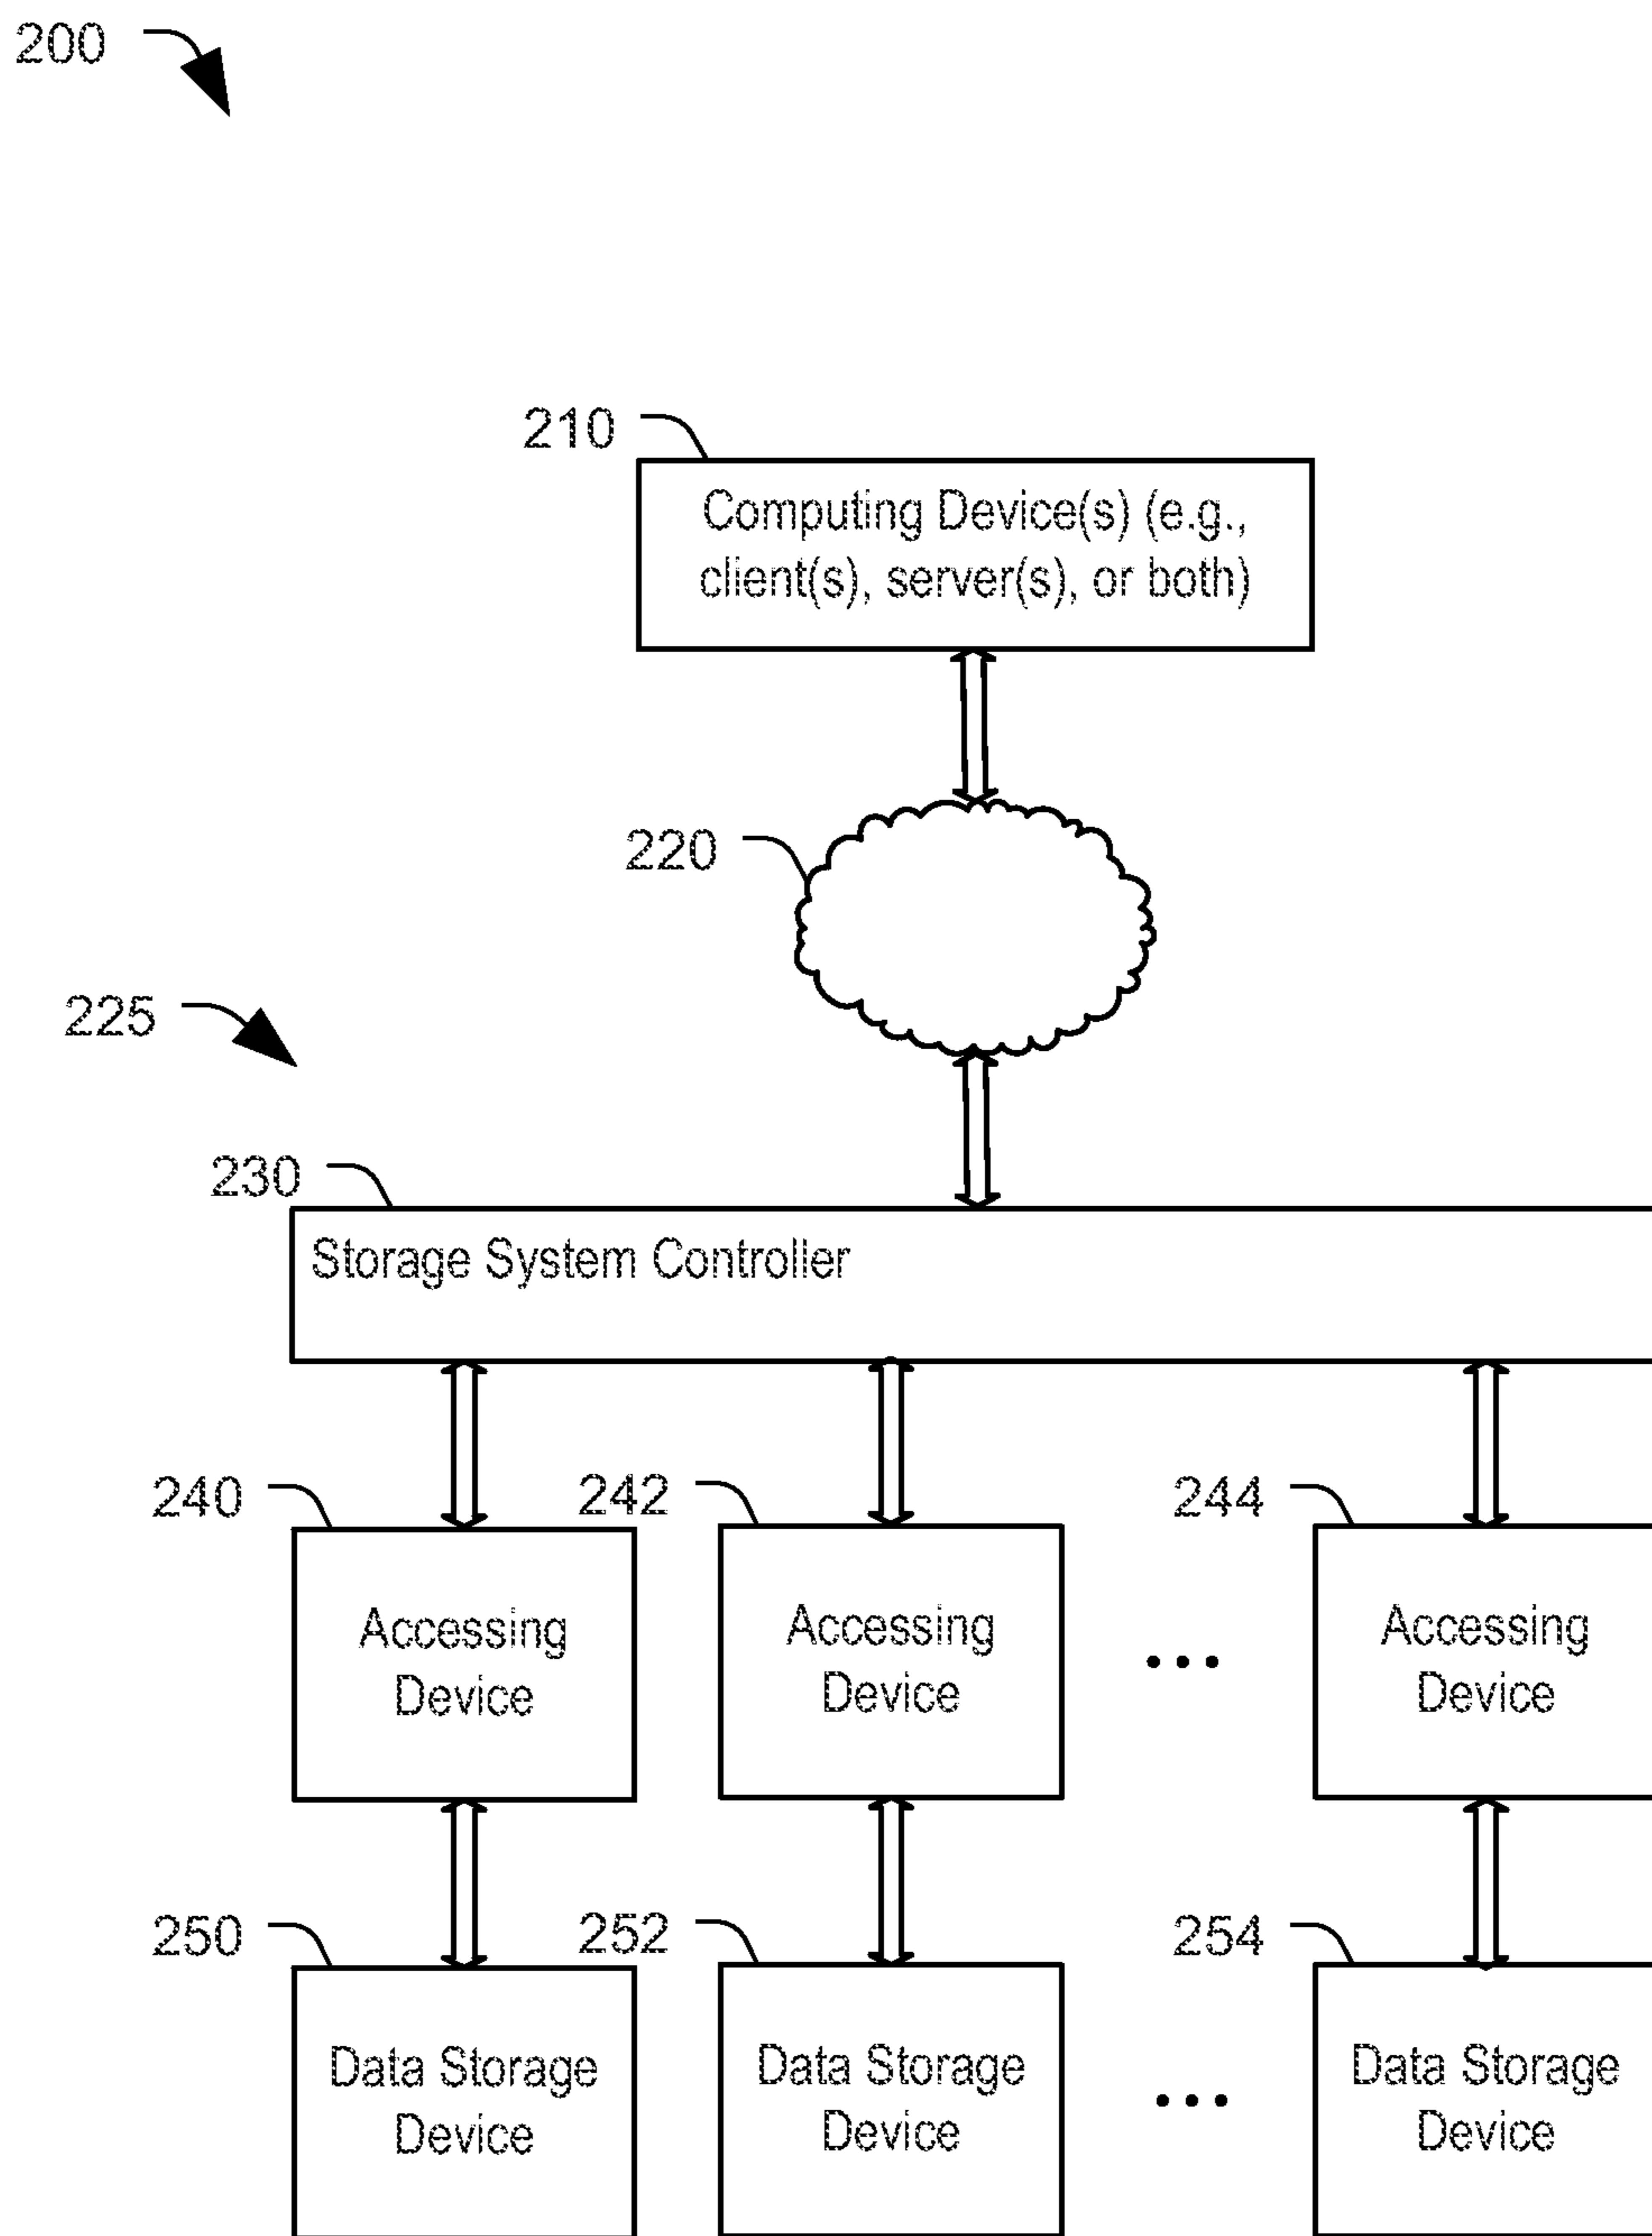 200
210
Computing Device(s) (e.g.,
client(s), server(s), or both)
220
225
230
Storage System Controller
240
242
244
Accessing
Device
Accessing
Device
...
Accessing
Device
250
252
254
Data Storage
Device
Data Storage
Device
...
Data Storage
Device